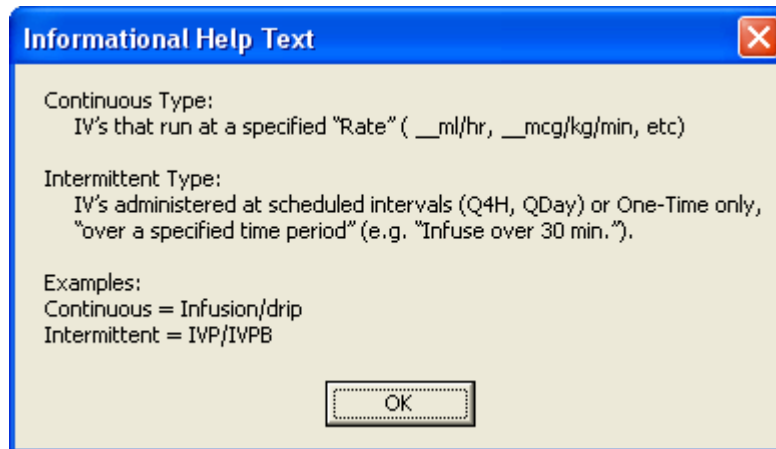 Informational Help Text
Continuous Type:
IV's that run at a specified "Rate" ( __ml/hr, __mcg/kg/min, etc)
Intermittent Type:
IV's administered at scheduled intervals (Q4H, QDay) or One-Time only,
"over a specified time period" (e.g. "Infuse over 30 min.").
Examples:
Continuous = Infusion/drip
Intermittent = IVP/IVPB
OK